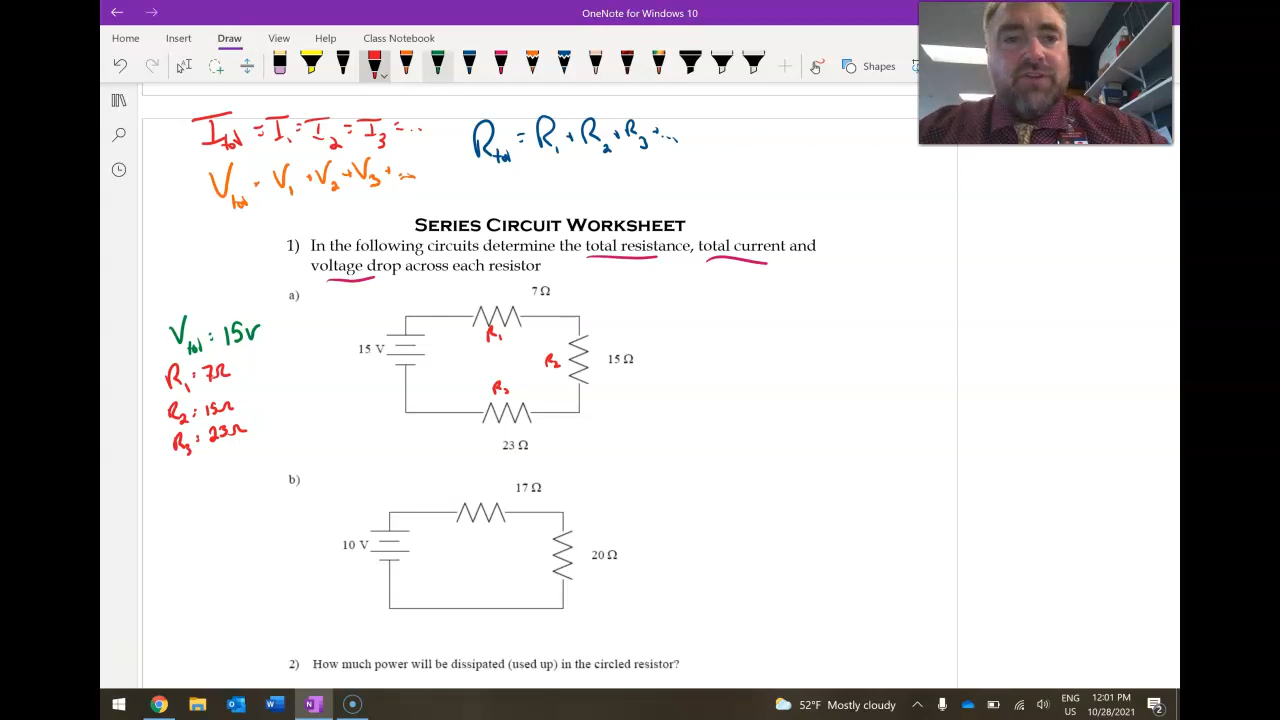 OneNote for Windows 10
Home Insert Draw View Help Class Notebook
Shapes
I_tot = I_1 = I_2 = I_3 = ...
R_tot = R_1 + R_2 + R_3 + ...
V_tot = V_1 + V_2 + V_3 + ...
SERIES CIRCUIT WORKSHEET
1) In the following circuits determine the total resistance, total current and
voltage drop across each resistor
a)
7 Ω
R_1
V_tot = 15V
15 V
R_2
15 Ω
R_1 = 7Ω
R_3
R_2 = 15Ω
R_3 = 23Ω
23 Ω
b)
17 Ω
10 V
20 Ω
2) How much power will be dissipated (used up) in the circled resistor?
52°F Mostly cloudy
ENG
US
12:01 PM
10/28/2021
2